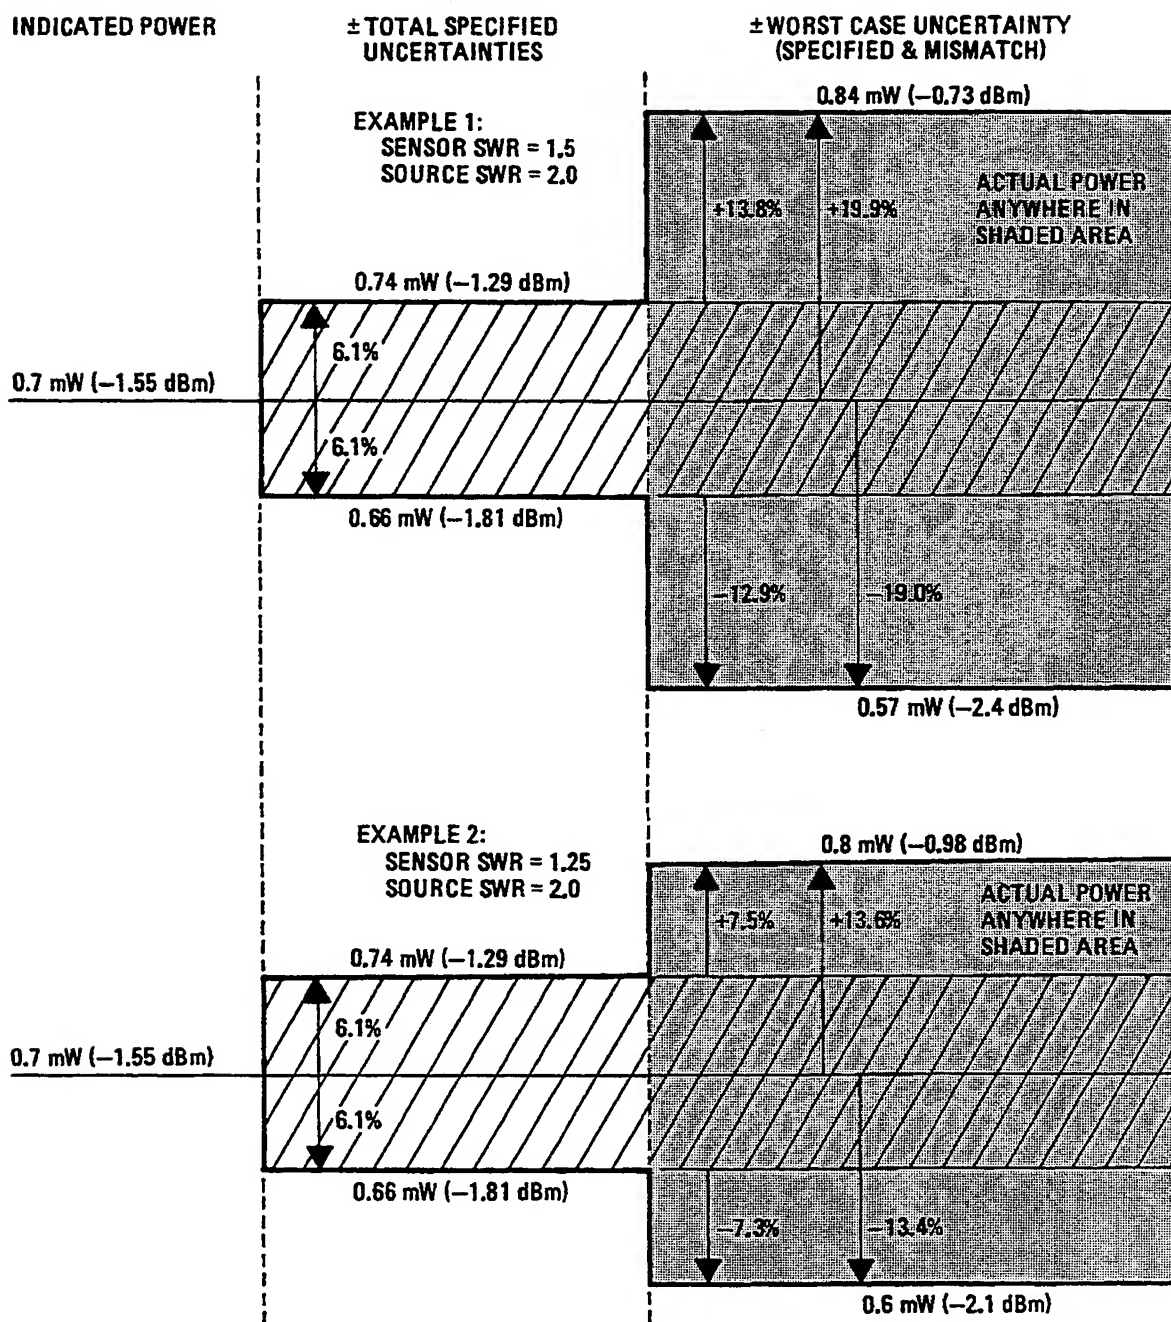 INDICATED POWER
± TOTAL SPECIFIED
UNCERTAINTIES
± WORST CASE UNCERTAINTY
(SPECIFIED & MISMATCH)
0.84 mW (–0.73 dBm)
EXAMPLE 1:
SENSOR SWR = 1.5
SOURCE SWR = 2.0
ACTUAL POWER
ANYWHERE IN
SHADED AREA
+13.8%
+19.9%
0.74 mW (–1.29 dBm)
6.1%
0.7 mW (–1.55 dBm)
6.1%
0.66 mW (–1.81 dBm)
–12.9%
–19.0%
0.57 mW (–2.4 dBm)
EXAMPLE 2:
SENSOR SWR = 1.25
SOURCE SWR = 2.0
0.8 mW (–0.98 dBm)
ACTUAL POWER
ANYWHERE IN
SHADED AREA
+7.5%
+13.6%
0.74 mW (–1.29 dBm)
6.1%
0.7 mW (–1.55 dBm)
6.1%
0.66 mW (–1.81 dBm)
–7.3%
–13.4%
0.6 mW (–2.1 dBm)